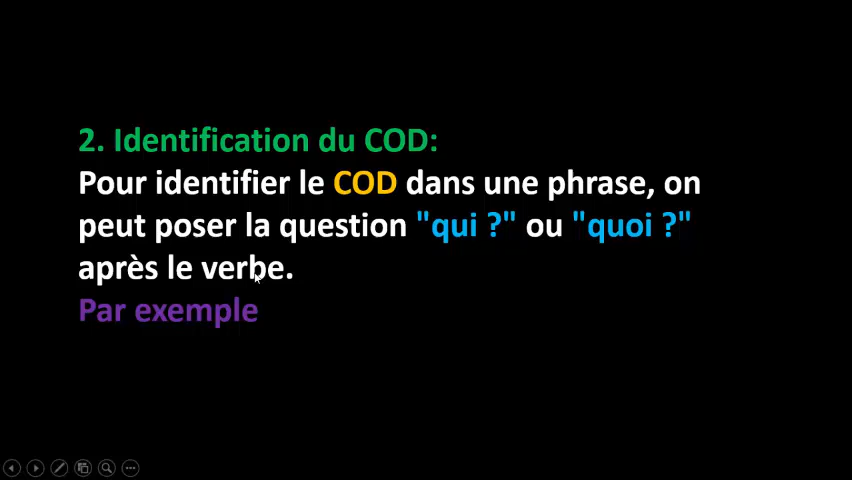 2. Identification du COD:
Pour identifier le COD dans une phrase, on
peut poser la question "qui ?" ou "quoi ?"
après le verbe.
Par exemple